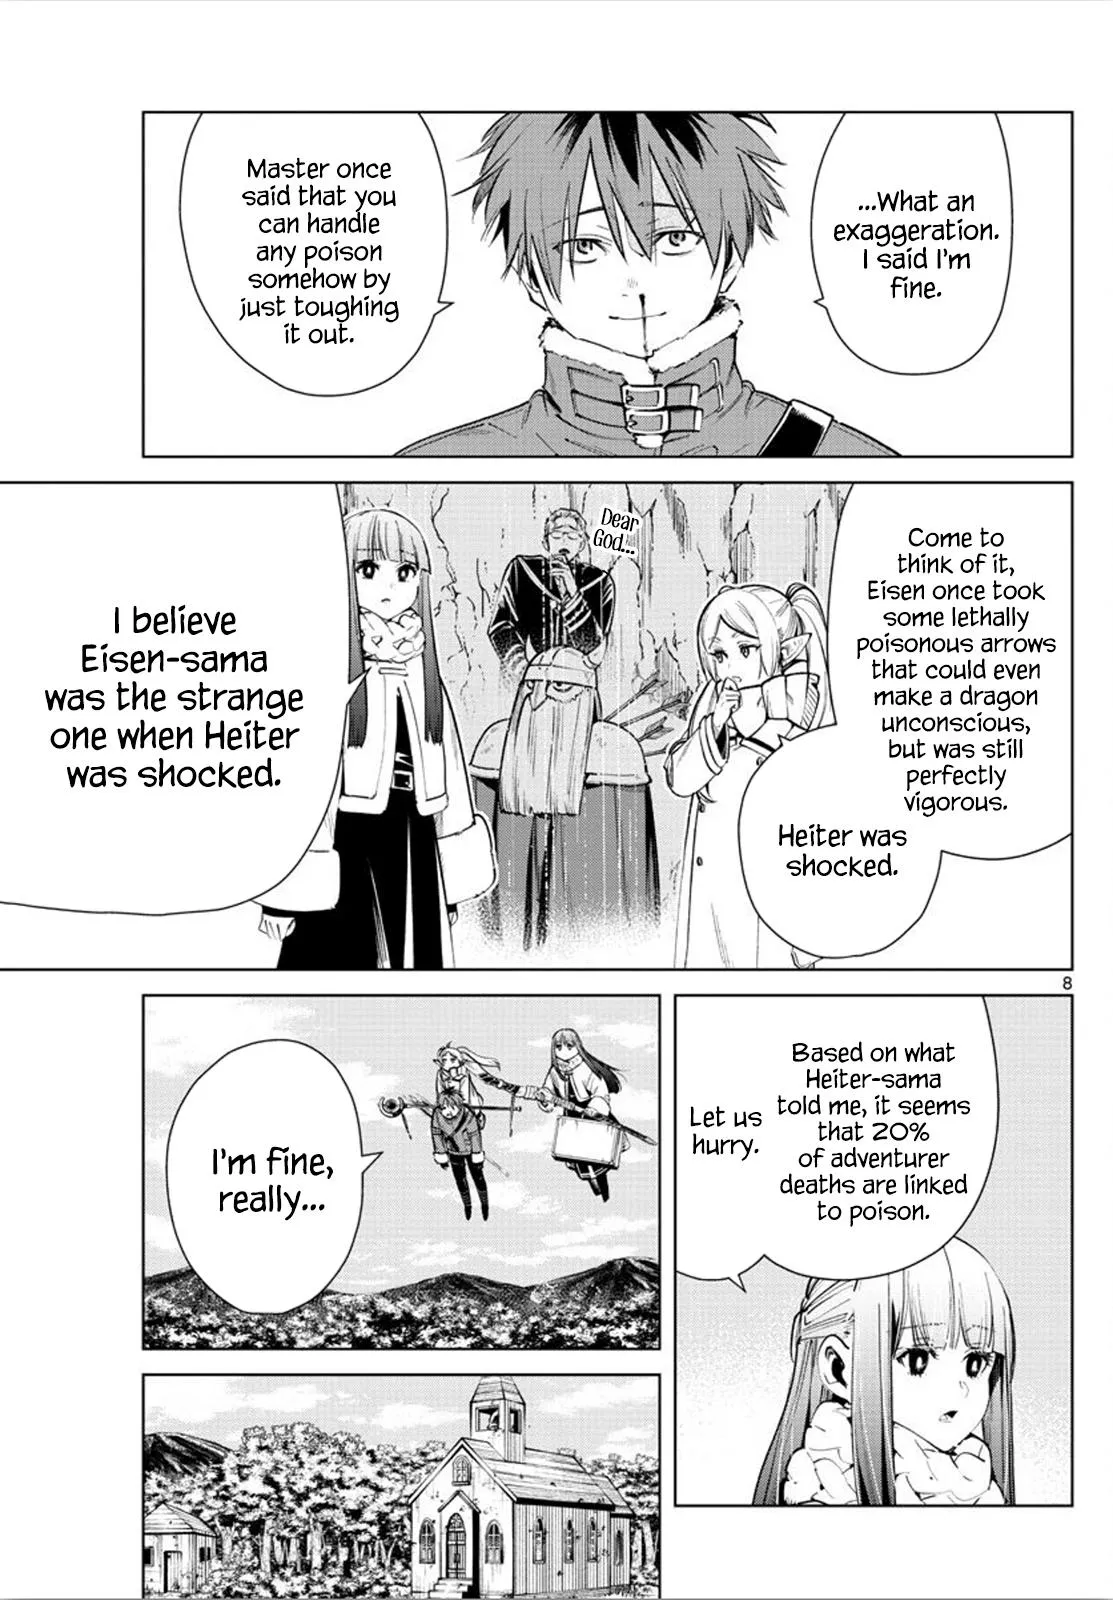 ...What an
exaggeration.
I said I'm
fine.
Master once
said that you
can handle
any poison
somehow by
just toughing
it out.
Come to
think of it,
Eisen once took
some lethally
poisonous arrows
that could even
make a dragon
unconscious,
but was still
perfectly
vigorous.
Heiter was
shocked.
Dear
God...
I believe
Eisen-sama
was the strange
one when Heiter
was shocked.
8
Based on what
Heiter-sama
told me, it seems
that 20%
of adventurer
deaths are linked
to poison.
Let us
hurry.
I'm fine,
really...